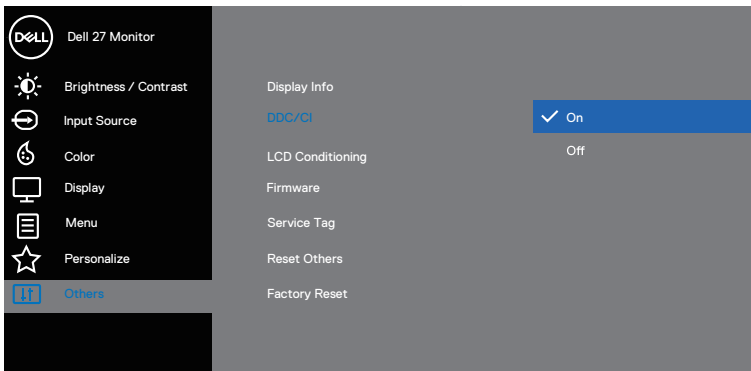 DELL
Dell 27 Monitor
Brightness / Contrast
Input Source
Color
Display
Menu
Personalize
Others
Display Info
DDC/CI
LCD Conditioning
Firmware
Service Tag
Reset Others
Factory Reset
On
Off